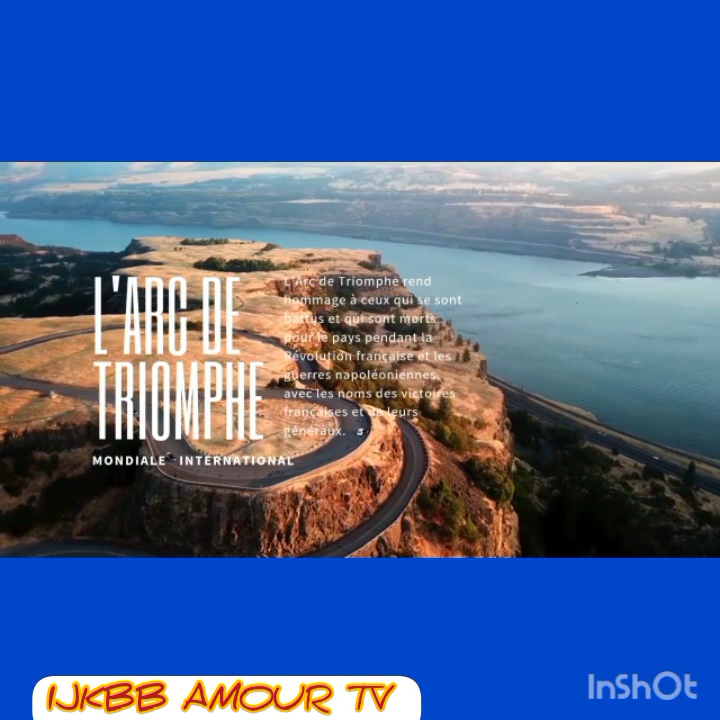 L'ARC DE
TRIOMPHE
MONDIALE INTERNATIONAL
L'Arc de Triomphe rend
hommage à ceux qui se sont
battus et qui sont morts
pour le pays pendant la
Révolution française et les
guerres napoléoniennes,
avec les noms des victoires
françaises et de leurs
généraux.
IJKBB AMOUR TV
InShOt